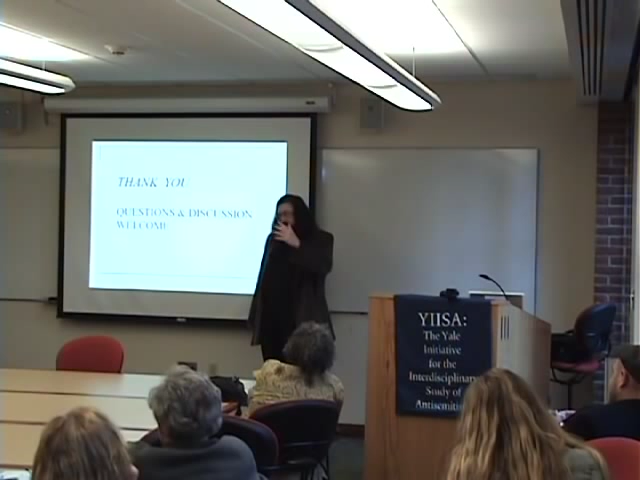 THANK YOU
QUESTIONS & DISCUSSION
WELCOME
YIISA:
The Yale
Initiative
for the
Interdisciplinary
Study of
Antisemitism